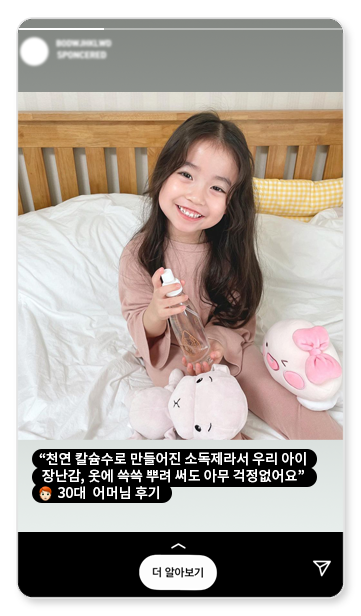 SPONCERED
“천연 칼슘수로 만들어진 소독제라서 우리 아이
장난감, 옷에 쓱쓱 뿌려 써도 아무 걱정없어요”
30대 어머님 후기
더 알아보기